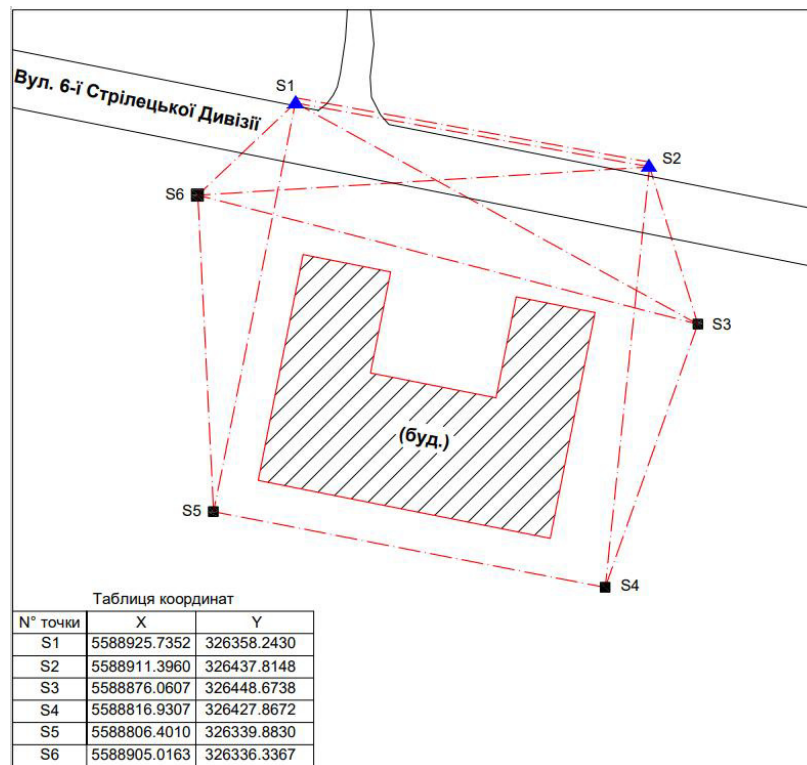 S1
Вул. 6-ї Стрілецької Дивізії
S2
S6
S3
(буд.)
S5
S4
Таблиця координат
N° точки X Y
S1 5588925.7352 326358.2430
S2 5588911.3960 326437.8148
S3 5588876.0607 326448.6738
S4 5588816.9307 326427.8672
S5 5588806.4010 326339.8830
S6 5588905.0163 326336.3367